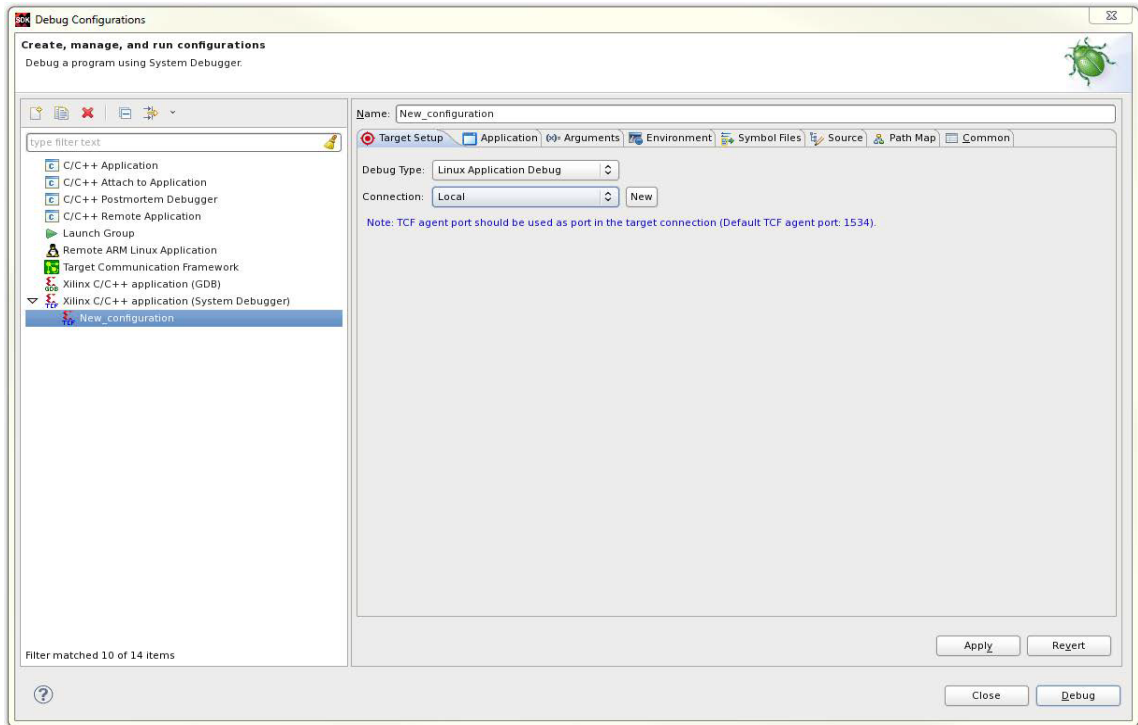 SDK Debug Configurations
Create, manage, and run configurations
Debug a program using System Debugger.
type filter text
C/C++ Application
C/C++ Attach to Application
C/C++ Postmortem Debugger
C/C++ Remote Application
Launch Group
Remote ARM Linux Application
Target Communication Framework
Xilinx C/C++ application (GDB)
Xilinx C/C++ application (System Debugger)
New_configuration
Filter matched 10 of 14 items
Name: New_configuration
Target Setup Application (x)= Arguments Environment Symbol Files Source Path Map Common
Debug Type: Linux Application Debug
Connection: Local New
Note: TCF agent port should be used as port in the target connection (Default TCF agent port: 1534).
Apply Revert
? Close Debug